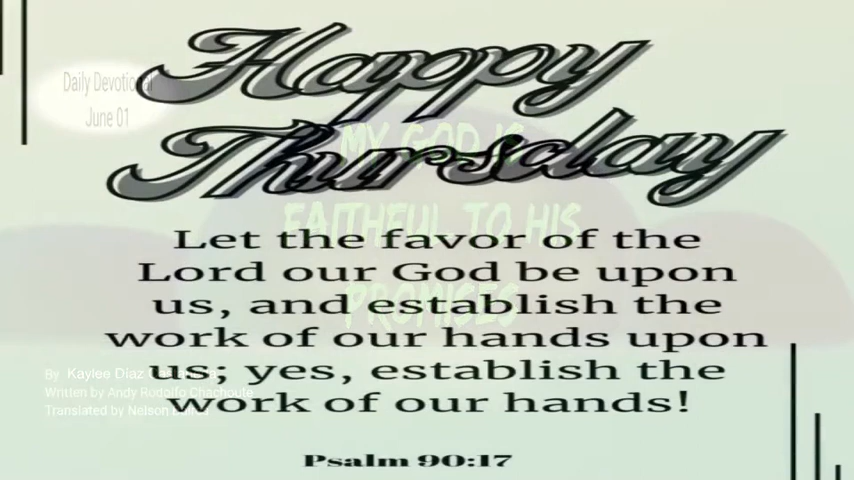 Happy
Thursday
Daily Devotional
June 01
MY GOD IS
FAITHFUL TO HIS
PROMISES
Let the favor of the
Lord our God be upon
us, and establish the
work of our hands upon
us; yes, establish the
work of our hands!
Psalm 90:17
By Kaylee Diaz
Written by Andy Rodolfo Chachoute
Translated by Nelson